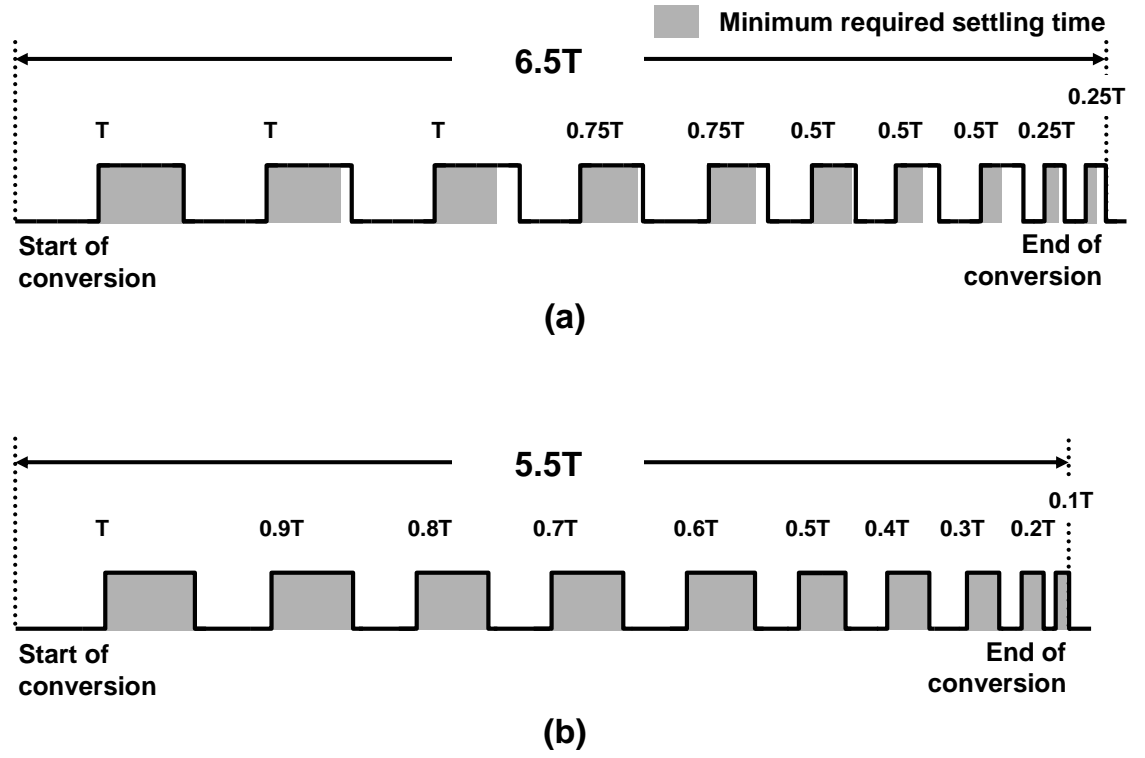 Minimum required settling time
6.5T
0.25T
T T T 0.75T 0.75T 0.5T 0.5T 0.5T 0.25T
Start of
conversion
End of
conversion
(a)
5.5T
0.1T
T 0.9T 0.8T 0.7T 0.6T 0.5T 0.4T 0.3T 0.2T
Start of
conversion
End of
conversion
(b)